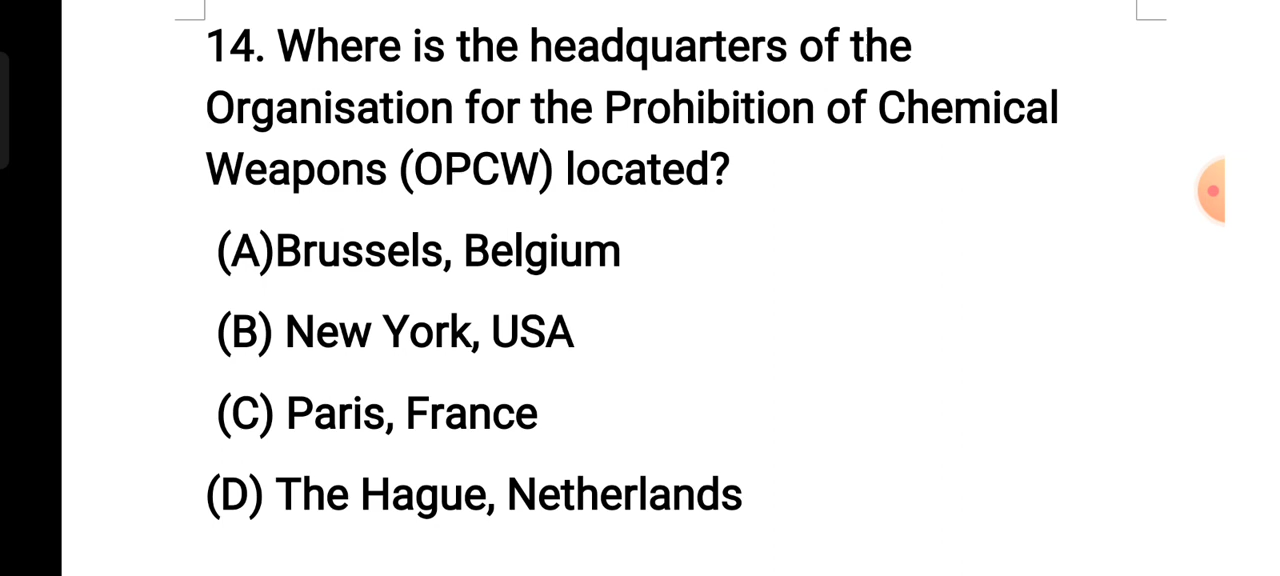 14. Where is the headquarters of the
Organisation for the Prohibition of Chemical
Weapons (OPCW) located?
(A)Brussels, Belgium
(B) New York, USA
(C) Paris, France
(D) The Hague, Netherlands